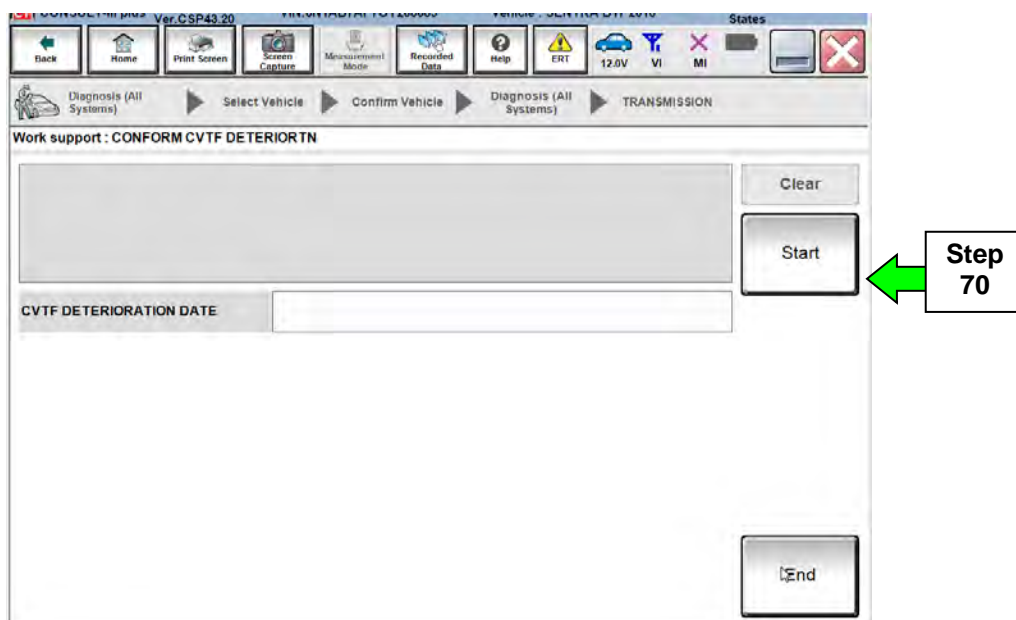 Ver.CSP43.20
States
Back
Home
Print Screen
Screen
Capture
Measurement
Mode
Recorded
Data
Help
ERT
12.0V
VI
MI
Diagnosis (All
Systems)
Select Vehicle
Confirm Vehicle
Diagnosis (All
Systems)
TRANSMISSION
Work support : CONFORM CVTF DETERIORTN
Clear
Start
Step
70
CVTF DETERIORATION DATE
End